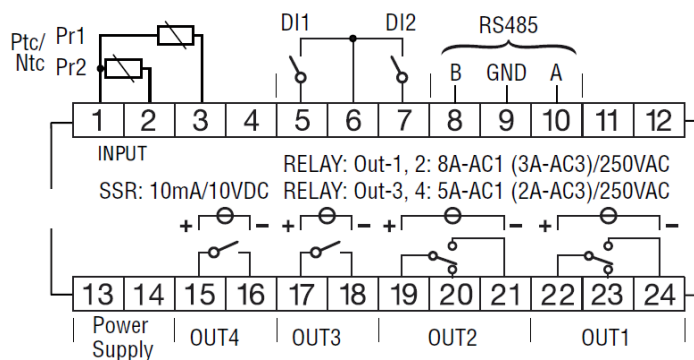 DI1 DI2 RS485
Ptc/ Pr1
Ntc Pr2
B GND A
1 2 3 4 5 6 7 8 9 10 11 12
INPUT
RELAY: Out-1, 2: 8A-AC1 (3A-AC3)/250VAC
SSR: 10mA/10VDC RELAY: Out-3, 4: 5A-AC1 (2A-AC3)/250VAC
+ - + - + - + -
13 14 15 16 17 18 19 20 21 22 23 24
Power
Supply OUT4 OUT3 OUT2 OUT1